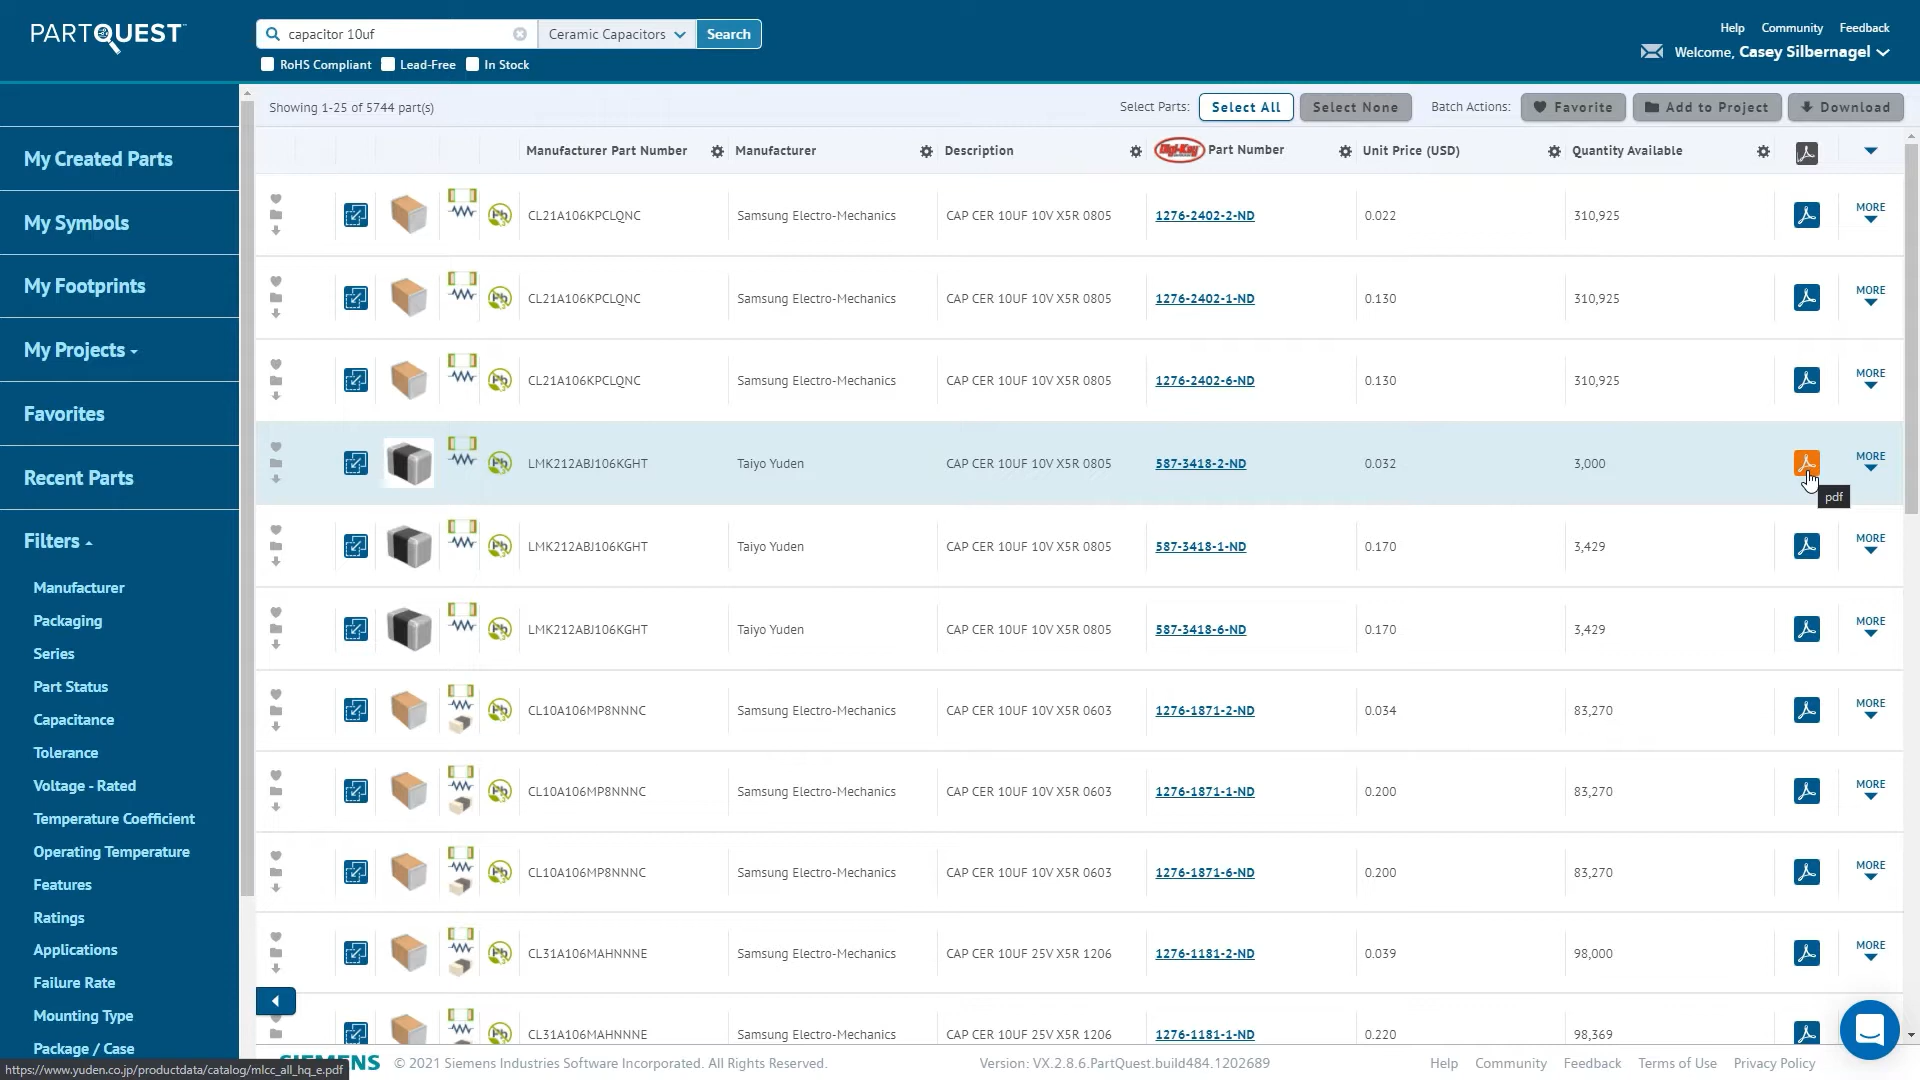 PARTQUEST
capacitor 10uf
Ceramic Capacitors
Search
Help
Community
Feedback
Welcome, Casey Silbernagel
RoHS Compliant
Lead-Free
In Stock
Showing 1-25 of 5744 part(s)
Select Parts:
Select All
Select None
Batch Actions:
Favorite
Add to Project
Download
My Created Parts
My Symbols
My Footprints
My Projects
Favorites
Recent Parts
Filters
Manufacturer
Packaging
Series
Part Status
Capacitance
Tolerance
Voltage - Rated
Temperature Coefficient
Operating Temperature
Features
Ratings
Applications
Failure Rate
Mounting Type
Package / Case
Manufacturer Part Number Manufacturer Description Digi-Key Part Number Unit Price (USD) Quantity Available
Pb CL21A106KPCLQNC Samsung Electro-Mechanics CAP CER 10UF 10V X5R 0805 1276-2402-2-ND 0.022 310,925 MORE
Pb CL21A106KPCLQNC Samsung Electro-Mechanics CAP CER 10UF 10V X5R 0805 1276-2402-1-ND 0.130 310,925 MORE
Pb CL21A106KPCLQNC Samsung Electro-Mechanics CAP CER 10UF 10V X5R 0805 1276-2402-6-ND 0.130 310,925 MORE
Pb LMK212ABJ106KGHT Taiyo Yuden CAP CER 10UF 10V X5R 0805 587-3418-2-ND 0.032 3,000 MORE
pdf
Pb LMK212ABJ106KGHT Taiyo Yuden CAP CER 10UF 10V X5R 0805 587-3418-1-ND 0.170 3,429 MORE
Pb LMK212ABJ106KGHT Taiyo Yuden CAP CER 10UF 10V X5R 0805 587-3418-6-ND 0.170 3,429 MORE
Pb CL10A106MP8NNNC Samsung Electro-Mechanics CAP CER 10UF 10V X5R 0603 1276-1871-2-ND 0.034 83,270 MORE
Pb CL10A106MP8NNNC Samsung Electro-Mechanics CAP CER 10UF 10V X5R 0603 1276-1871-1-ND 0.200 83,270 MORE
Pb CL10A106MP8NNNC Samsung Electro-Mechanics CAP CER 10UF 10V X5R 0603 1276-1871-6-ND 0.200 83,270 MORE
Pb CL31A106MAHNNNE Samsung Electro-Mechanics CAP CER 10UF 25V X5R 1206 1276-1181-2-ND 0.039 98,000 MORE
Pb CL31A106MAHNNNE Samsung Electro-Mechanics CAP CER 10UF 25V X5R 1206 1276-1181-1-ND 0.220 98,369 MORE
SIEMENS © 2021 Siemens Industries Software Incorporated. All Rights Reserved. Version: VX.2.8.6.PartQuest.build484.1202689 Help Community Feedback Terms of Use Privacy Policy
https://www.yuden.co.jp/productdata/catalog/mlcc_all_hq_e.pdf